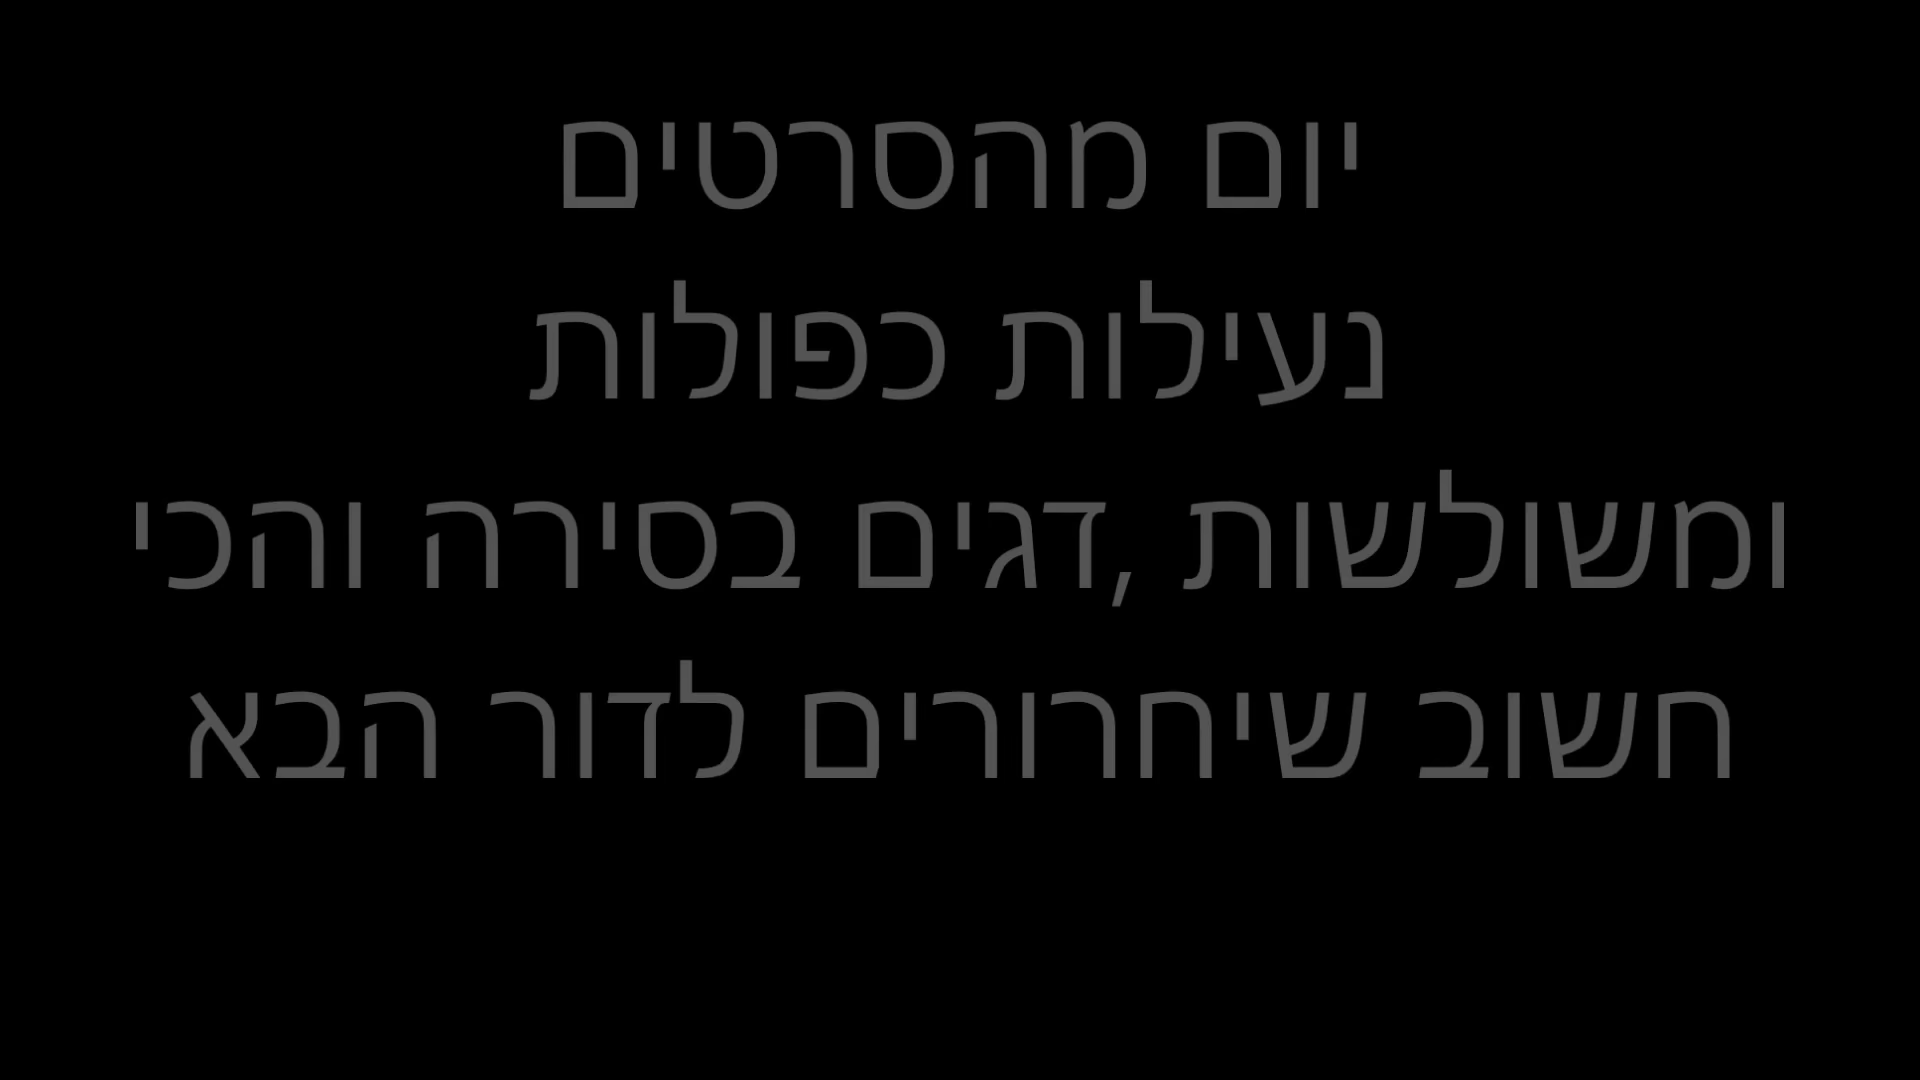 יום מהסרטים
נעילות כפולות
ומשולשות ,דגים בסירה והכי
חשוב שיחרורים לדור הבא